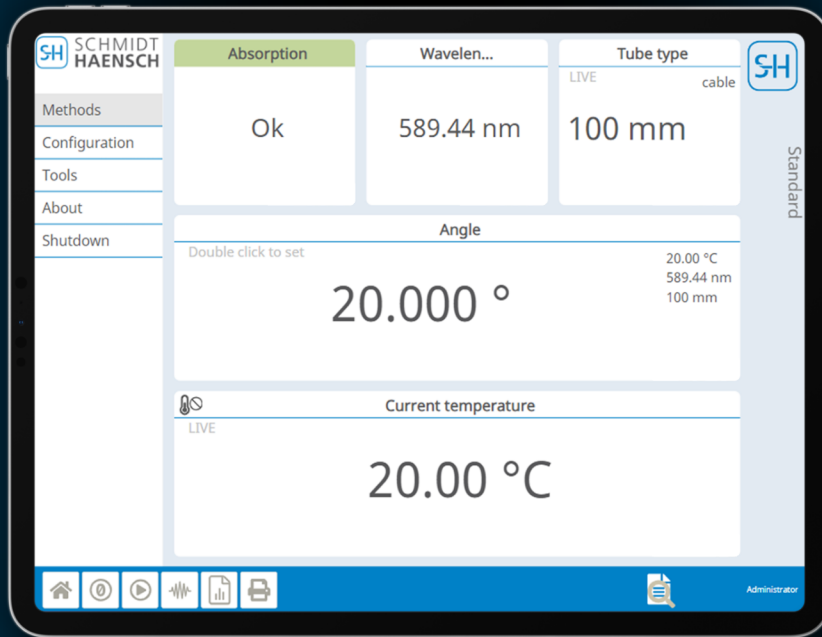 SH SCHMIDT
HAENSCH
Methods
Configuration
Tools
About
Shutdown
Absorption
Ok
Wavelen...
589.44 nm
Tube type
LIVE
cable
100 mm
SH
Standard
Angle
Double click to set
20.00 °C
589.44 nm
100 mm
20.000 °
Current temperature
LIVE
20.00 °C
0
Administrator